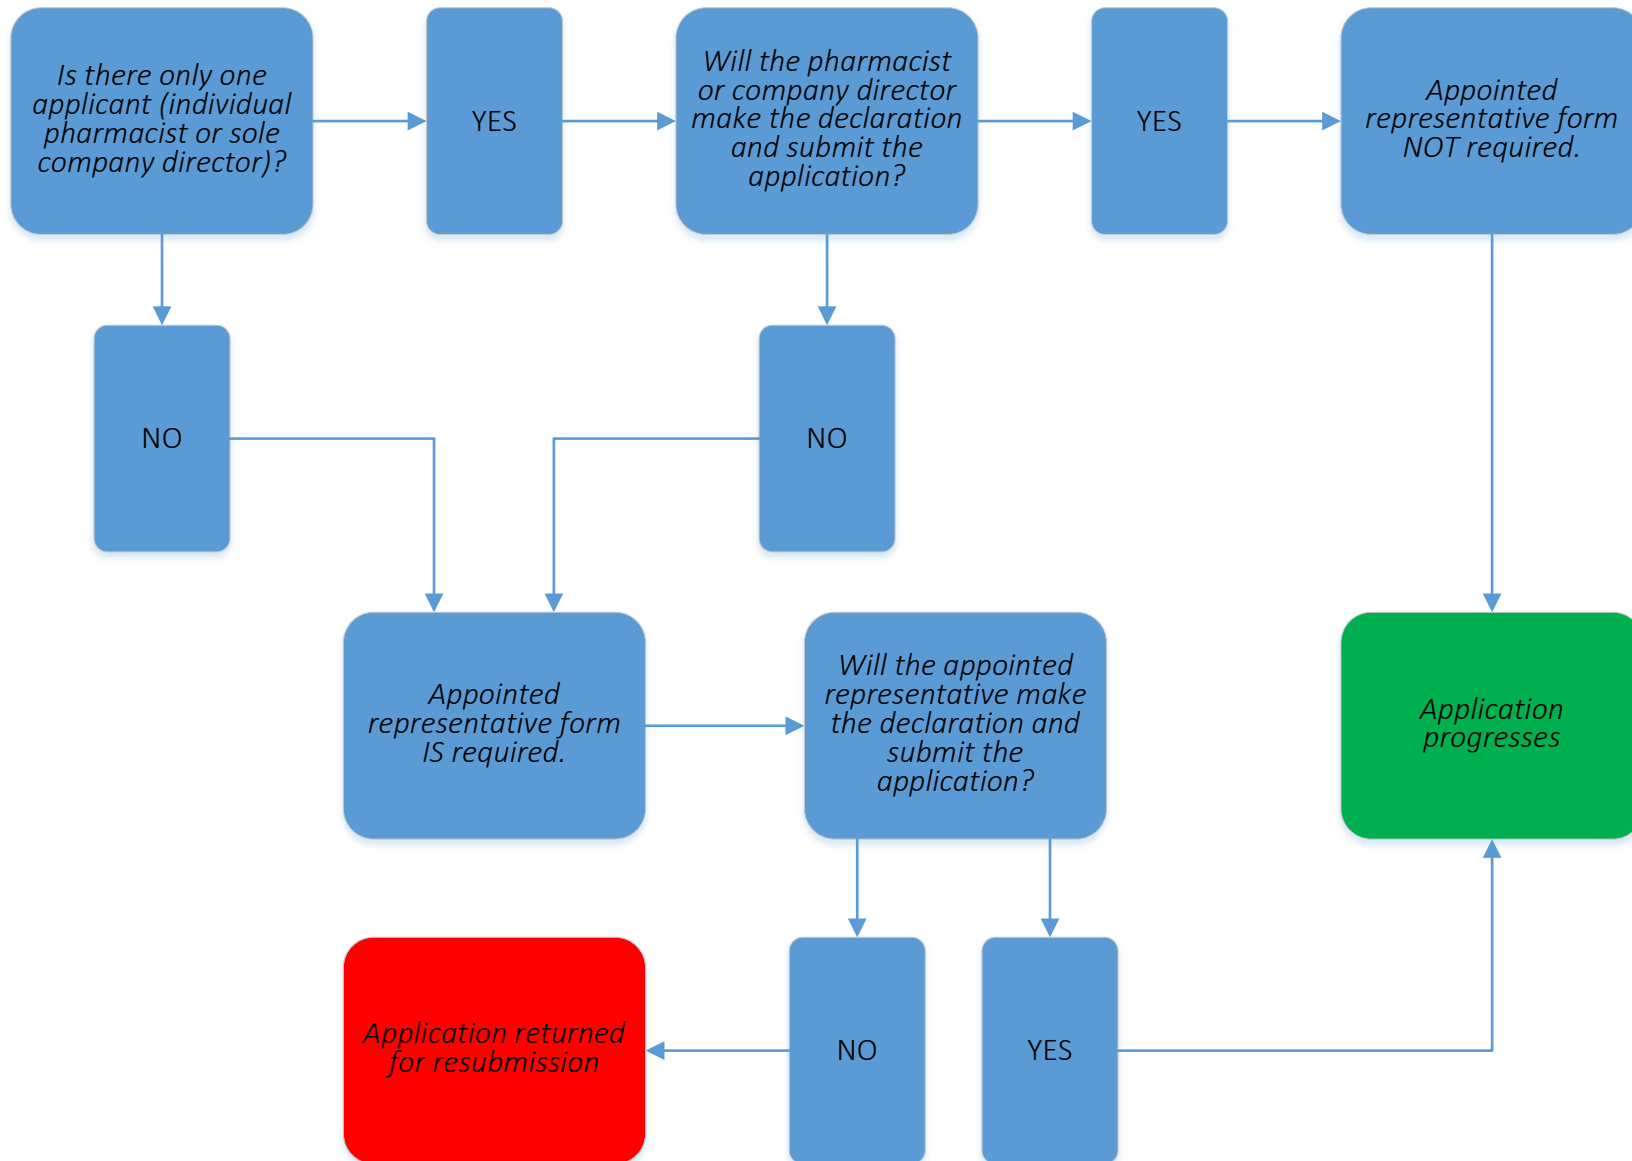 Is there only one
applicant (individual
pharmacist or sole
company director)?
YES
Will the pharmacist
or company director
make the declaration
and submit the
application?
YES
Appointed
representative form
NOT required.
NO
NO
Appointed
representative form
IS required.
Will the appointed
representative make
the declaration and
submit the
application?
Application
progresses
Application returned
for resubmission
NO
YES